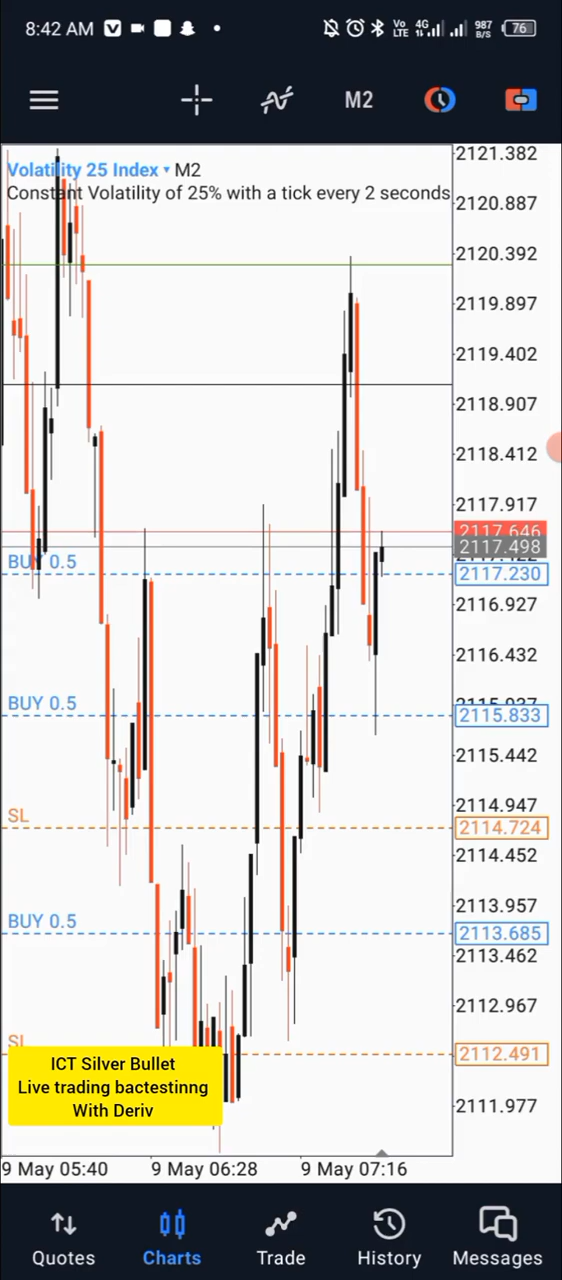 8:42 AM
Vo LTE 4G 987 B/S 76
M2
Volatility 25 Index M2
Constant Volatility of 25% with a tick every 2 seconds
2121.382
2120.887
2120.392
2119.897
2119.402
2118.907
2118.412
2117.917
2117.646
2117.498
BUY 0.5
2117.230
2116.927
2116.432
BUY 0.5
2115.833
2115.442
2114.947
SL
2114.724
2114.452
2113.957
BUY 0.5
2113.685
2113.462
2112.967
SL
2112.491
ICT Silver Bullet
Live trading bactestinng
With Deriv
2111.977
9 May 05:40 9 May 06:28 9 May 07:16
Quotes Charts Trade History Messages